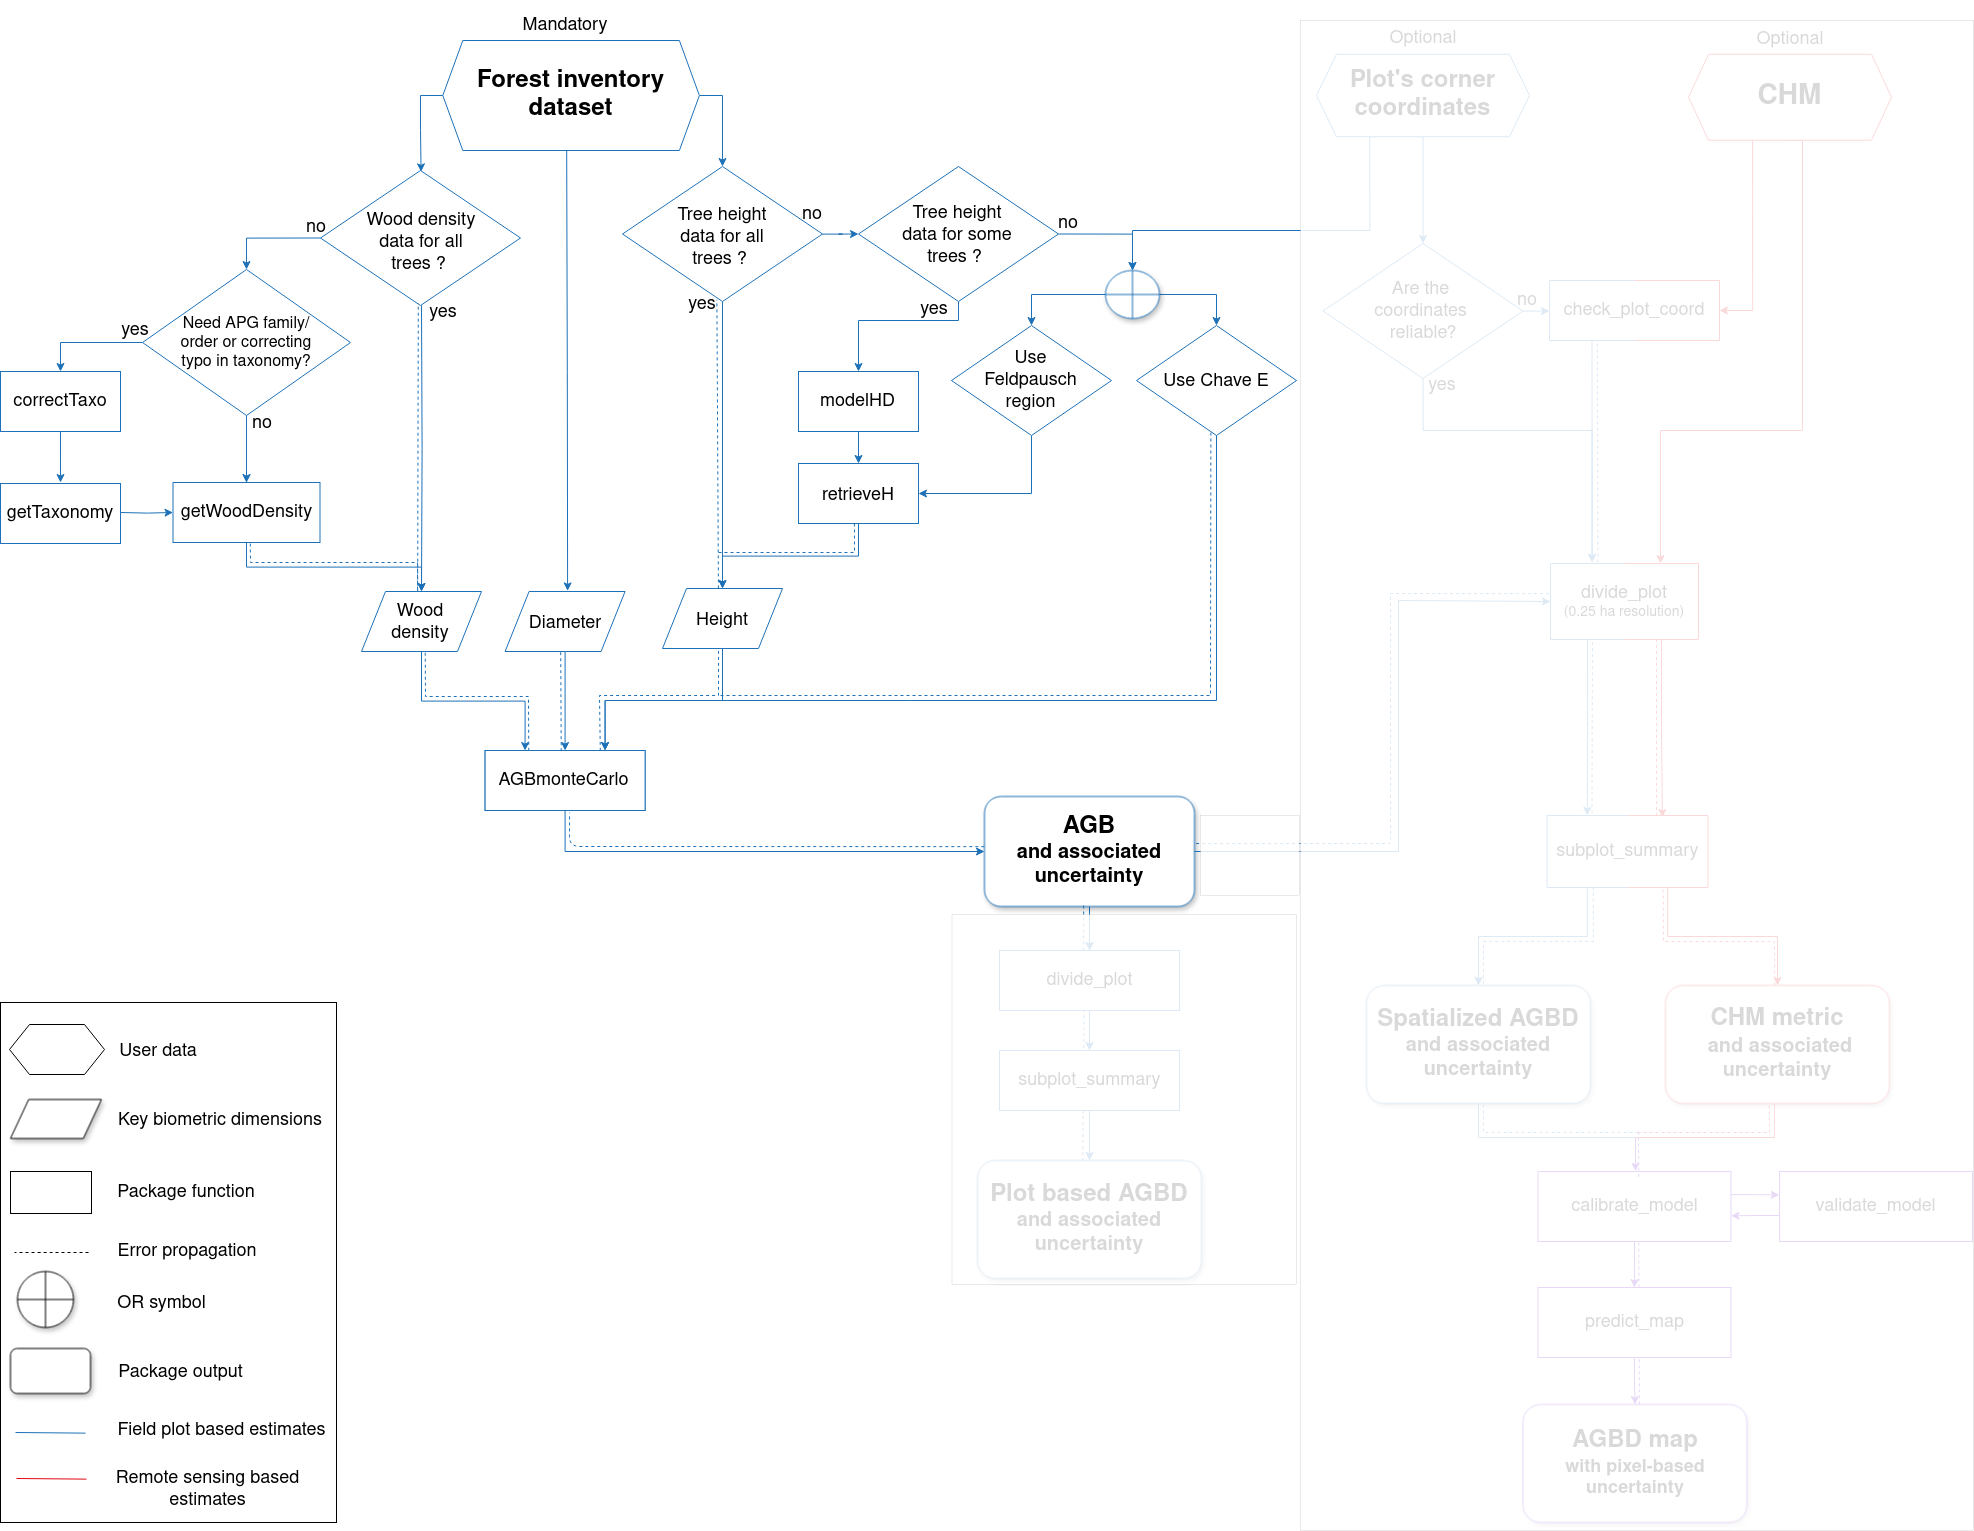 Mandatory
Forest inventory
dataset
Optional
Plot's corner
coordinates
Optional
CHM
Wood density
data for all
trees ?
no
yes
Tree height
data for all
trees ?
no
yes
Tree height
data for some
trees ?
no
yes
Need APG family/
order or correcting
typo in taxonomy?
yes
no
correctTaxo
getTaxonomy
getWoodDensity
modelHD
retrieveH
Use
Feldpausch
region
Use Chave E
Are the
coordinates
reliable?
no
yes
check_plot_coord
Wood
density
Diameter
Height
divide_plot
(0.25 ha resolution)
AGBmonteCarlo
AGB
and associated
uncertainty
subplot_summary
divide_plot
subplot_summary
Plot based AGBD
and associated
uncertainty
Spatialized AGBD
and associated
uncertainty
CHM metric
and associated
uncertainty
calibrate_model
validate_model
predict_map
AGBD map
with pixel-based
uncertainty
User data
Key biometric dimensions
Package function
Error propagation
OR symbol
Package output
Field plot based estimates
Remote sensing based
estimates